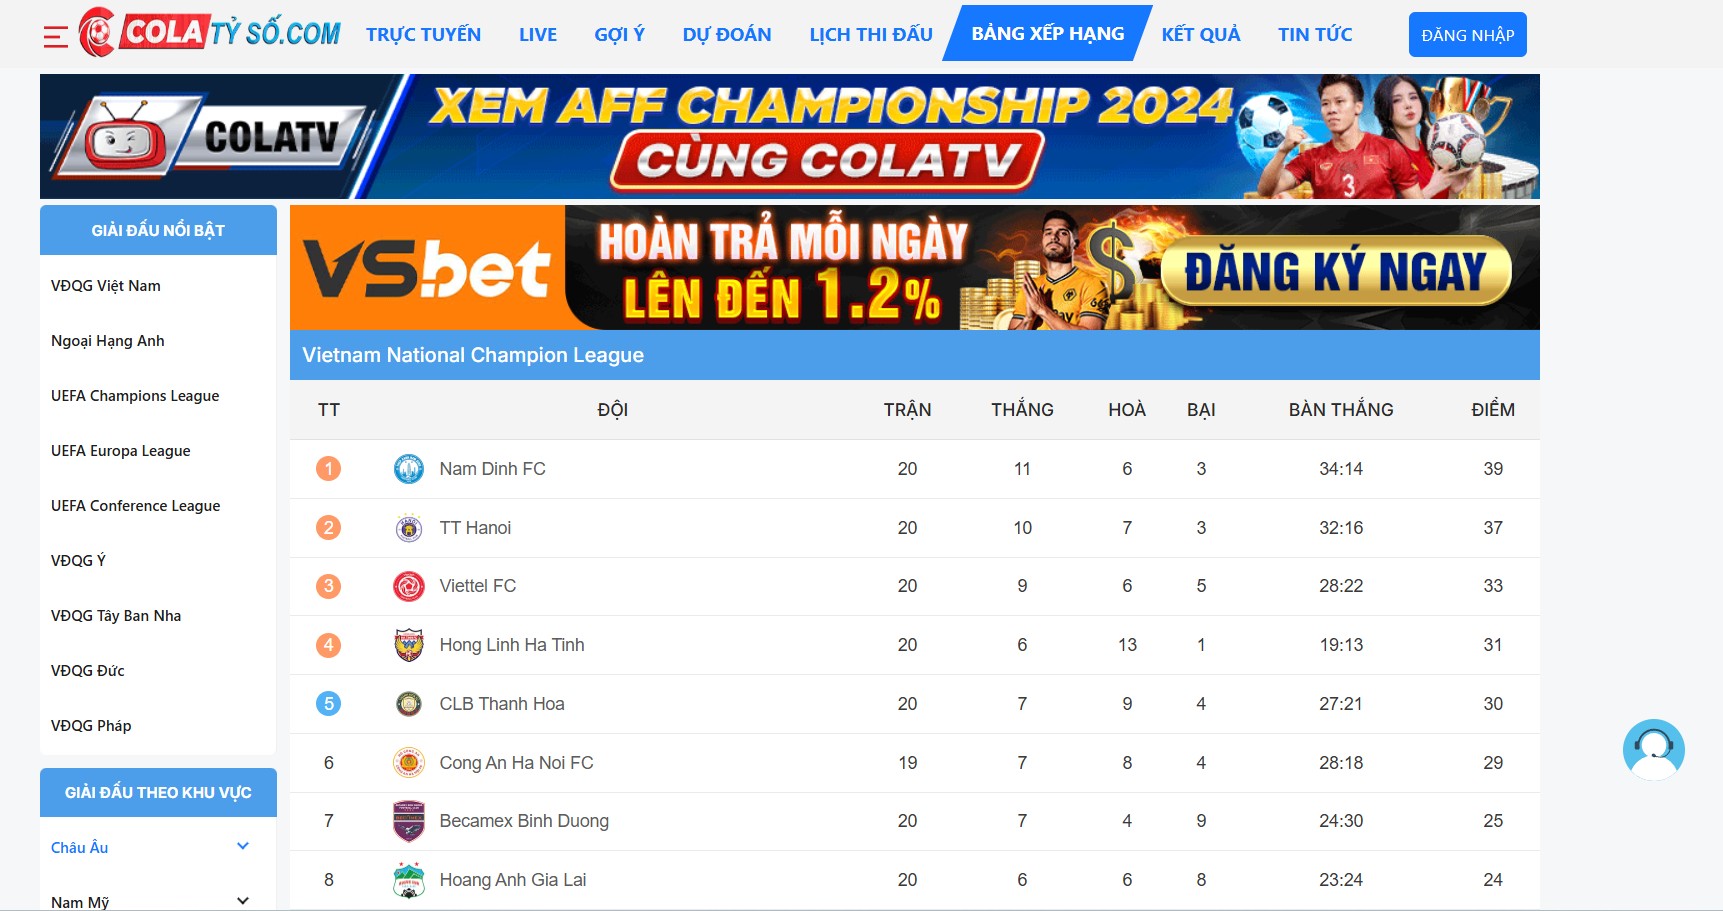 COLA TỶ SỐ.COM TRỰC TUYẾN LIVE GỢI Ý DỰ ĐOÁN LỊCH THI ĐẤU BẢNG XẾP HẠNG KẾT QUẢ TIN TỨC ĐĂNG NHẬP
COLATV
XEM AFF CHAMPIONSHIP 2024
CÙNG COLATV
3
GIẢI ĐẤU NỔI BẬT
VĐQG Việt Nam
Ngoại Hạng Anh
UEFA Champions League
UEFA Europa League
UEFA Conference League
VĐQG Ý
VĐQG Tây Ban Nha
VĐQG Đức
VĐQG Pháp
GIẢI ĐẤU THEO KHU VỰC
Châu Âu
Nam Mỹ
vsbet
HOÀN TRẢ MỖI NGÀY
LÊN ĐẾN 1.2%
ĐĂNG KÝ NGAY
Vietnam National Champion League
TT ĐỘI TRẬN THẮNG HOÀ BẠI BÀN THẮNG ĐIỂM
1 Nam Dinh FC 20 11 6 3 34:14 39
2 TT Hanoi 20 10 7 3 32:16 37
3 Viettel FC 20 9 6 5 28:22 33
4 Hong Linh Ha Tinh 20 6 13 1 19:13 31
5 CLB Thanh Hoa 20 7 9 4 27:21 30
6 Cong An Ha Noi FC 19 7 8 4 28:18 29
7 Becamex Binh Duong 20 7 4 9 24:30 25
8 Hoang Anh Gia Lai 20 6 6 8 23:24 24